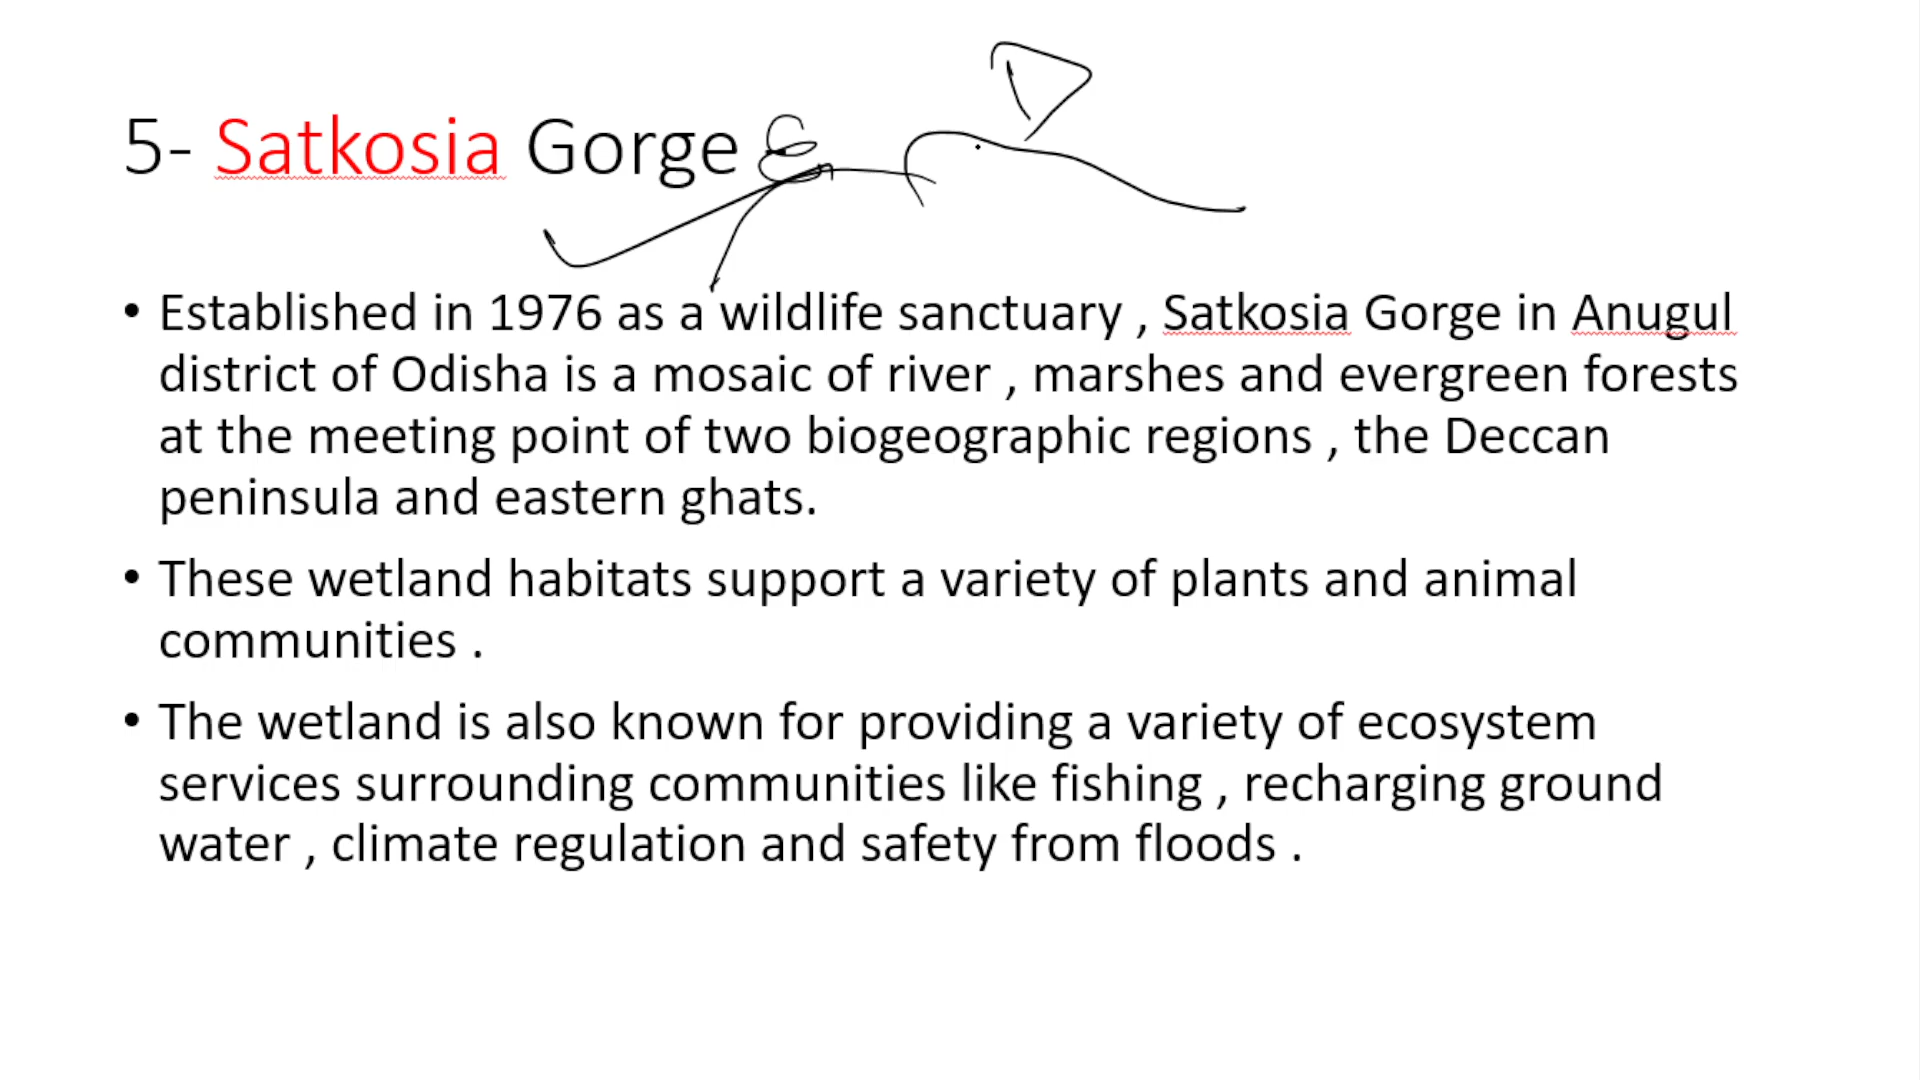 5- Satkosia Gorge
• Established in 1976 as a wildlife sanctuary , Satkosia Gorge in Anugul
district of Odisha is a mosaic of river , marshes and evergreen forests
at the meeting point of two biogeographic regions , the Deccan
peninsula and eastern ghats.
• These wetland habitats support a variety of plants and animal
communities .
• The wetland is also known for providing a variety of ecosystem
services surrounding communities like fishing , recharging ground
water , climate regulation and safety from floods .